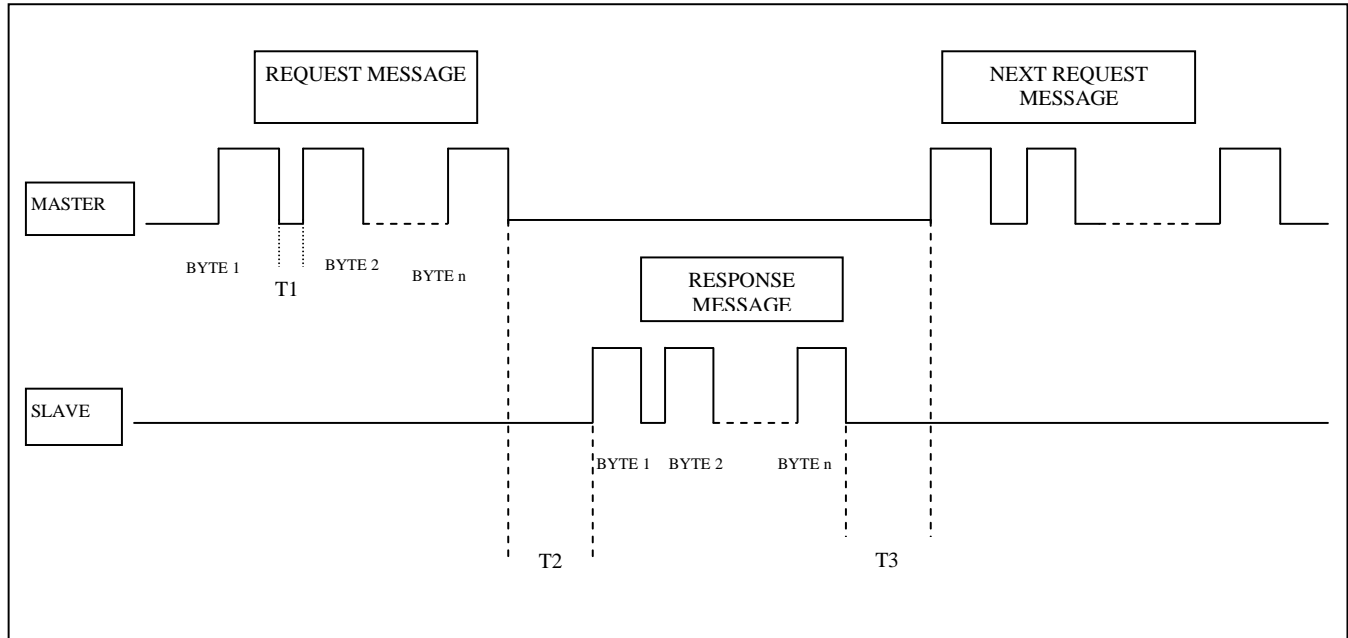 REQUEST MESSAGE
NEXT REQUEST
MESSAGE
MASTER
BYTE 1
T1
BYTE 2
BYTE n
RESPONSE
MESSAGE
SLAVE
BYTE 1
BYTE 2
BYTE n
T2
T3